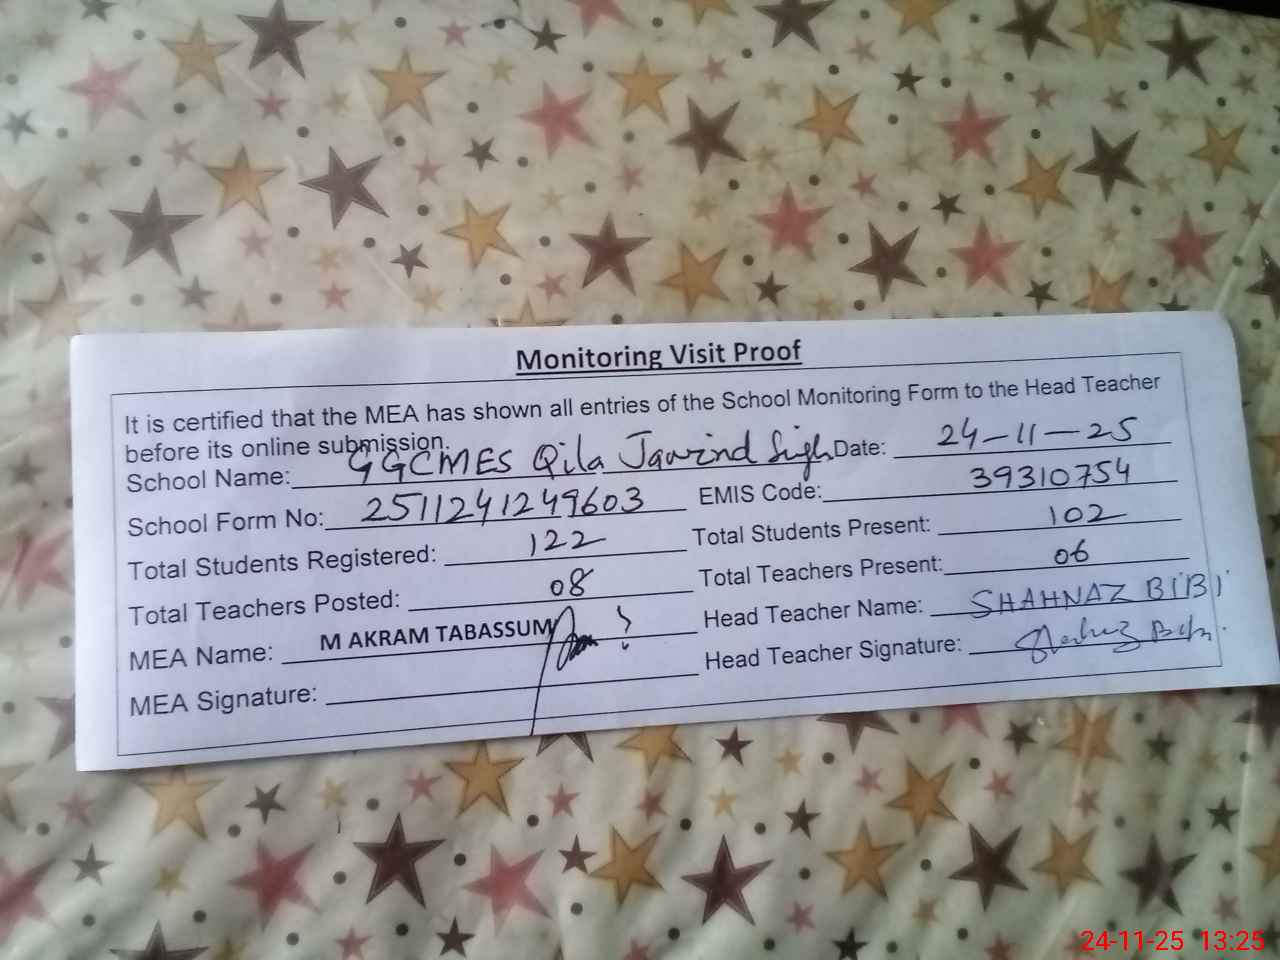 Monitoring Visit Proof
It is certified that the MEA has shown all entries of the School Monitoring Form to the Head Teacher
before its online submission.
School Name: GGCMES Qila Jawind Sigh Date: 24-11-25
School Form No: 2511241249603 EMIS Code: 39310754
Total Students Registered: 122 Total Students Present: 102
Total Teachers Posted: 08 Total Teachers Present: 06
MEA Name: M AKRAM TABASSUM Head Teacher Name: SHAHNAZ BIBI
MEA Signature: Head Teacher Signature: Shahnaz Bibi
24-11-25 13:25